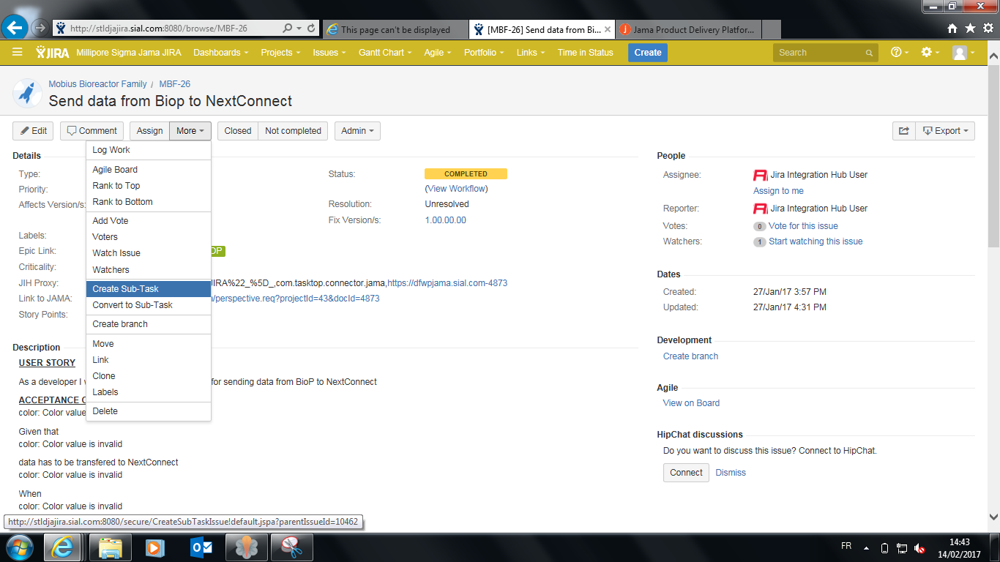 http://stldjajira.sial.com:8080/browse/MBF-26
This page can't be displayed
[MBF-26] Send data from Bi...
Jama Product Delivery Platfor...
JIRA Millipore Sigma Jama JIRA Dashboards Projects Issues Gantt Chart Agile Portfolio Links Time in Status Create Search
Mobius Bioreactor Family / MBF-26
Send data from Biop to NextConnect
Edit Comment Assign More Closed Not completed Admin Export
Log Work
Agile Board
Rank to Top
Rank to Bottom
Add Vote
Voters
Watch Issue
Watchers
Create Sub-Task
Convert to Sub-Task
Create branch
Move
Link
Clone
Labels
Delete
Details
Type:
Priority:
Affects Version/s:
Labels:
Epic Link: OP
Criticality:
JIH Proxy: JIRA%22_%5D_,com.tasktop.connector.jama,https://dfwpjama.sial.com-4873
Link to JAMA: /perspective.req?projectId=43&docId=4873
Story Points:
Status: COMPLETED
(View Workflow)
Resolution: Unresolved
Fix Version/s: 1.00.00.00
Description
USER STORY
As a developer I for sending data from BioP to NextConnect
ACCEPTANCE
color: Color value
Given that
color: Color value is invalid
data has to be transfered to NextConnect
color: Color value is invalid
When
color: Color value is invalid
People
Assignee: Jira Integration Hub User
Assign to me
Reporter: Jira Integration Hub User
Votes: 0 Vote for this issue
Watchers: 1 Start watching this issue
Dates
Created: 27/Jan/17 3:57 PM
Updated: 27/Jan/17 4:31 PM
Development
Create branch
Agile
View on Board
HipChat discussions
Do you want to discuss this issue? Connect to HipChat.
Connect Dismiss
http://stldjajira.sial.com:8080/secure/CreateSubTaskIssue!default.jspa?parentIssueId=10462
FR
14:43
14/02/2017